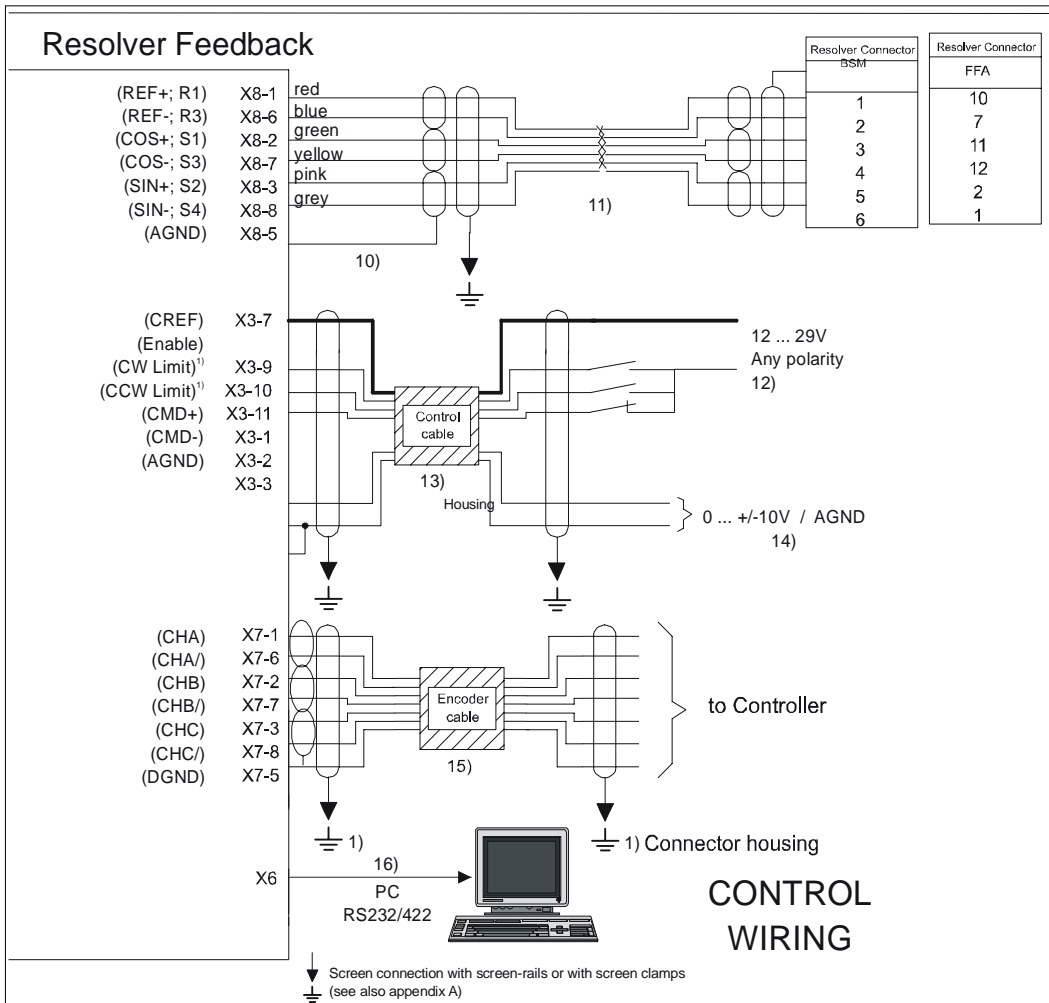 Resolver Feedback
Resolver Connector
BSM
Resolver Connector
FFA
(REF+; R1) X8-1 red
(REF-; R3) X8-6 blue
(COS+; S1) X8-2 green
(COS-; S3) X8-7 yellow
(SIN+; S2) X8-3 pink
(SIN-; S4) X8-8 grey
(AGND) X8-5
10)
11)
1 10
2 7
3 11
4 12
5 2
6 1
(CREF) X3-7
(Enable)
(CW Limit)1) X3-9
(CCW Limit)1) X3-10
(CMD+) X3-11
(CMD-) X3-1
(AGND) X3-2
X3-3
Control
cable
13)
Housing
12 ... 29V
Any polarity
12)
0 ... +/-10V / AGND
14)
(CHA) X7-1
(CHA/) X7-6
(CHB) X7-2
(CHB/) X7-7
(CHC) X7-3
(CHC/) X7-8
(DGND) X7-5
Encoder
cable
15)
to Controller
1)
1) Connector housing
X6
16)
PC
RS232/422
CONTROL
WIRING
Screen connection with screen-rails or with screen clamps
(see also appendix A)